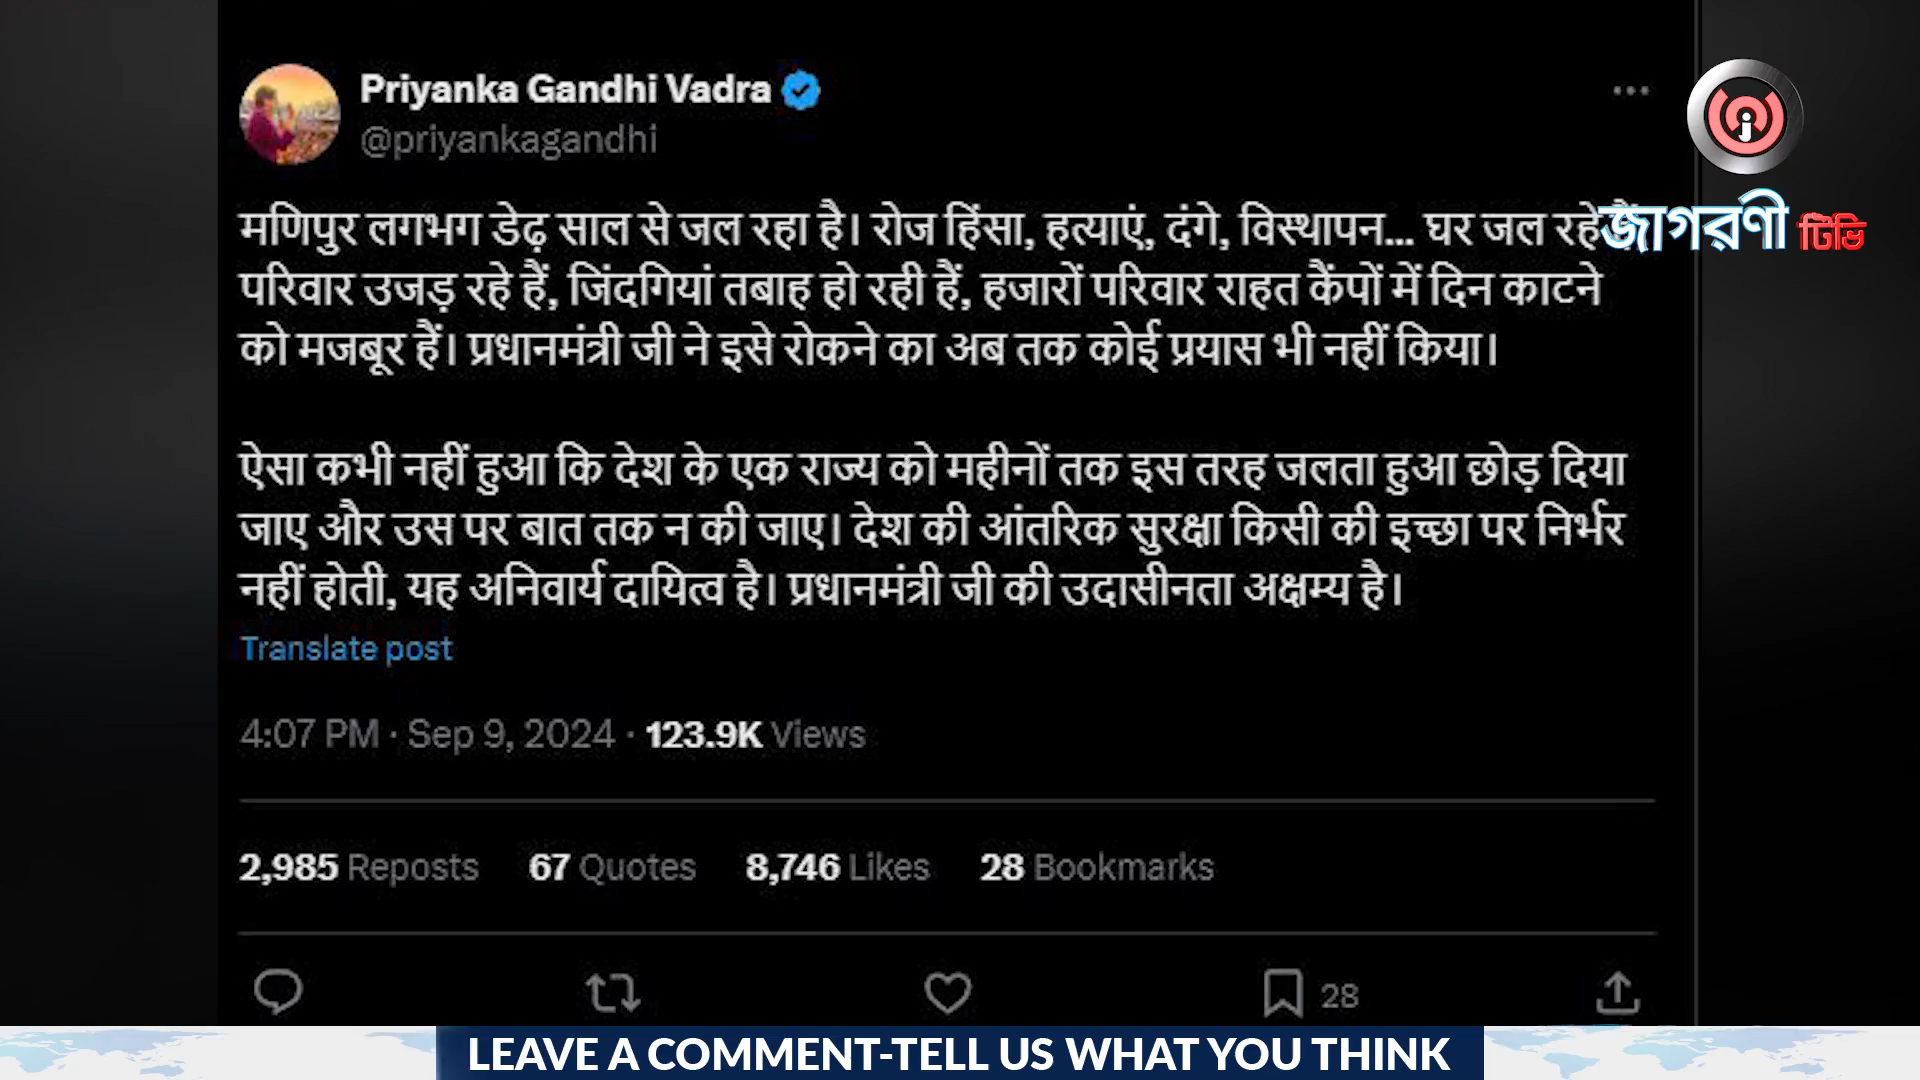 Priyanka Gandhi Vadra
@priyankagandhi
मणिपुर लगभग डेढ़ साल से जल रहा है। रोज हिंसा, हत्याएं, दंगे, विस्थापन... घर जल रहे
परिवार उजड़ रहे हैं, जिंदगियां तबाह हो रही हैं, हजारों परिवार राहत कैंपों में दिन काटने
को मजबूर हैं। प्रधानमंत्री जी ने इसे रोकने का अब तक कोई प्रयास भी नहीं किया।
ऐसा कभी नहीं हुआ कि देश के एक राज्य को महीनों तक इस तरह जलता हुआ छोड़ दिया
जाए और उस पर बात तक न की जाए। देश की आंतरिक सुरक्षा किसी की इच्छा पर निर्भर
नहीं होती, यह अनिवार्य दायित्व है। प्रधानमंत्री जी की उदासीनता अक्षम्य है।
Translate post
4:07 PM · Sep 9, 2024 · 123.9K Views
2,985 Reposts 67 Quotes 8,746 Likes 28 Bookmarks
28
j
জাগরণী টিভি
LEAVE A COMMENT-TELL US WHAT YOU THINK